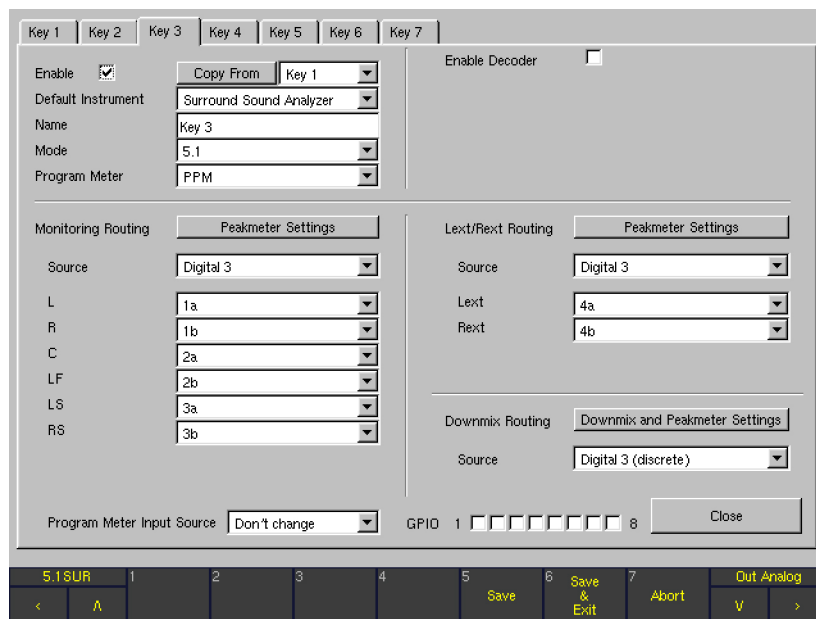 Key 1 Key 2 Key 3 Key 4 Key 5 Key 6 Key 7
Enable Copy From Key 1
Default Instrument Surround Sound Analyzer
Name Key 3
Mode 5.1
Program Meter PPM
Enable Decoder
Monitoring Routing Peakmeter Settings
Source Digital 3
L 1a
R 1b
C 2a
LF 2b
LS 3a
RS 3b
Lext/Rext Routing Peakmeter Settings
Source Digital 3
Lext 4a
Rext 4b
Downmix Routing Downmix and Peakmeter Settings
Source Digital 3 (discrete)
Program Meter Input Source Don't change
GPIO 1 8
Close
5.1SUR 1 2 3 4 5 6 7 Out Analog
< Λ Save Save & Exit Abort V >